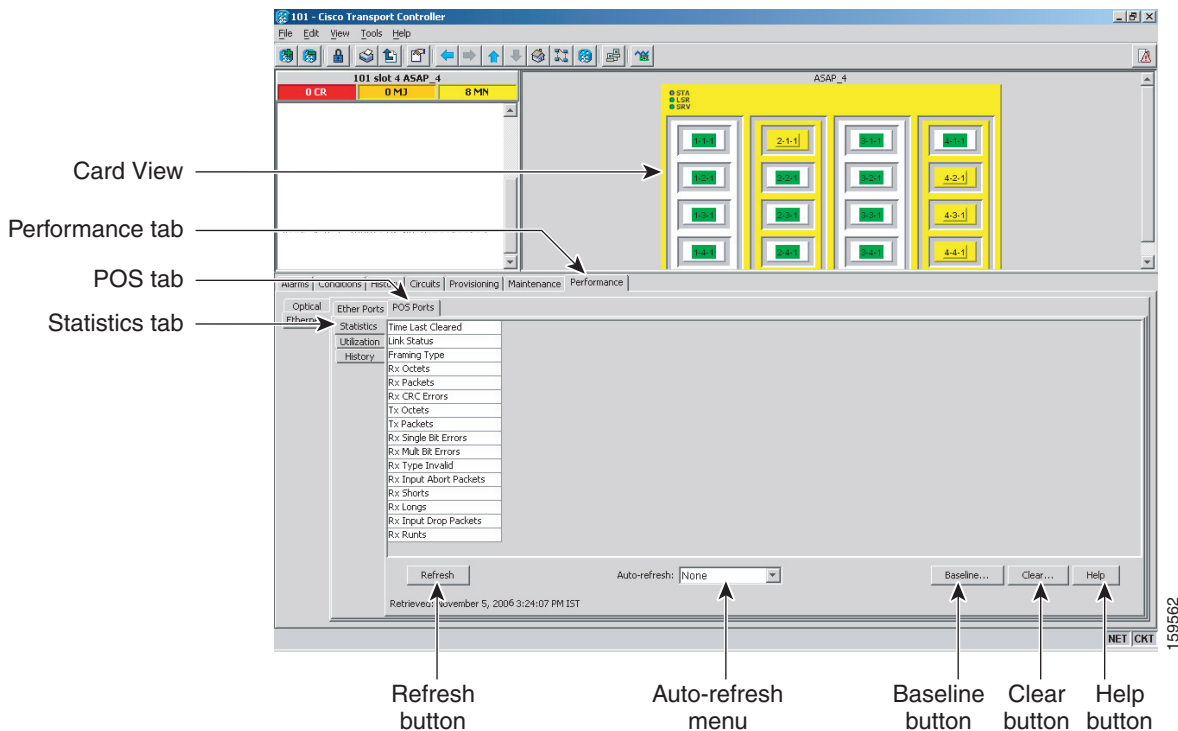 101 - Cisco Transport Controller
File Edit View Tools Help
101 slot 4 ASAP_4
0 CR 0 MJ 8 MN
ASAP_4
STA
LSR
SRV
1-1-1 2-1-1 3-1-1 4-1-1
1-2-1 2-2-1 3-2-1 4-2-1
1-3-1 2-3-1 3-3-1 4-3-1
1-4-1 2-4-1 3-4-1 4-4-1
Card View
Performance tab
POS tab
Statistics tab
Alarms Conditions History Circuits Provisioning Maintenance Performance
Optical
Ethernet
Ether Ports POS Ports
Statistics
Utilization
History
Time Last Cleared
Link Status
Framing Type
Rx Octets
Rx Packets
Rx CRC Errors
Tx Octets
Tx Packets
Rx Single Bit Errors
Rx Mult Bit Errors
Rx Type Invalid
Rx Input Abort Packets
Rx Shorts
Rx Longs
Rx Input Drop Packets
Rx Runts
Refresh Auto-refresh: None Baseline... Clear... Help
Retrieved: November 5, 2006 3:24:07 PM IST
NET CKT
159562
Refresh button
Auto-refresh menu
Baseline button
Clear button
Help button